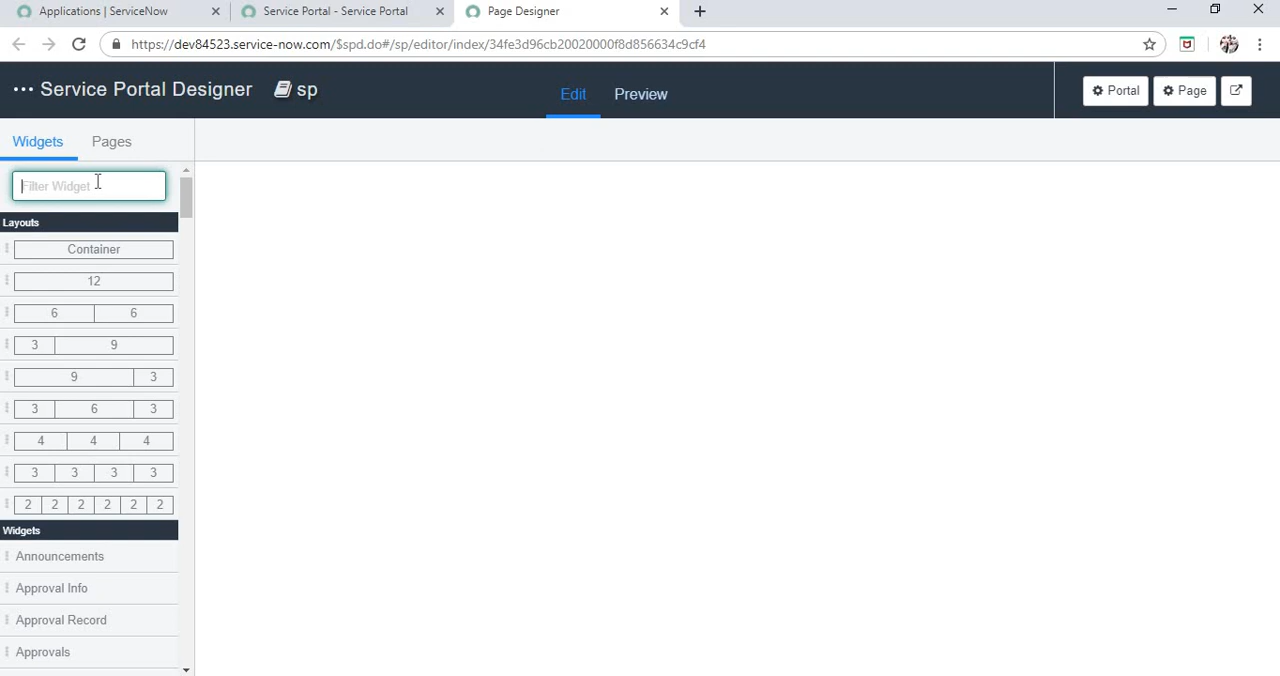 Applications | ServiceNow
Service Portal - Service Portal
Page Designer
https://dev84523.service-now.com/$spd.do#/sp/editor/index/34fe3d96cb20020000f8d856634c9cf4
Service Portal Designer
sp
Edit
Preview
Portal
Page
Widgets
Pages
Filter Widget
Layouts
Container
12
6 6
3 9
9 3
3 6 3
4 4 4
3 3 3 3
2 2 2 2 2 2
Widgets
Announcements
Approval Info
Approval Record
Approvals